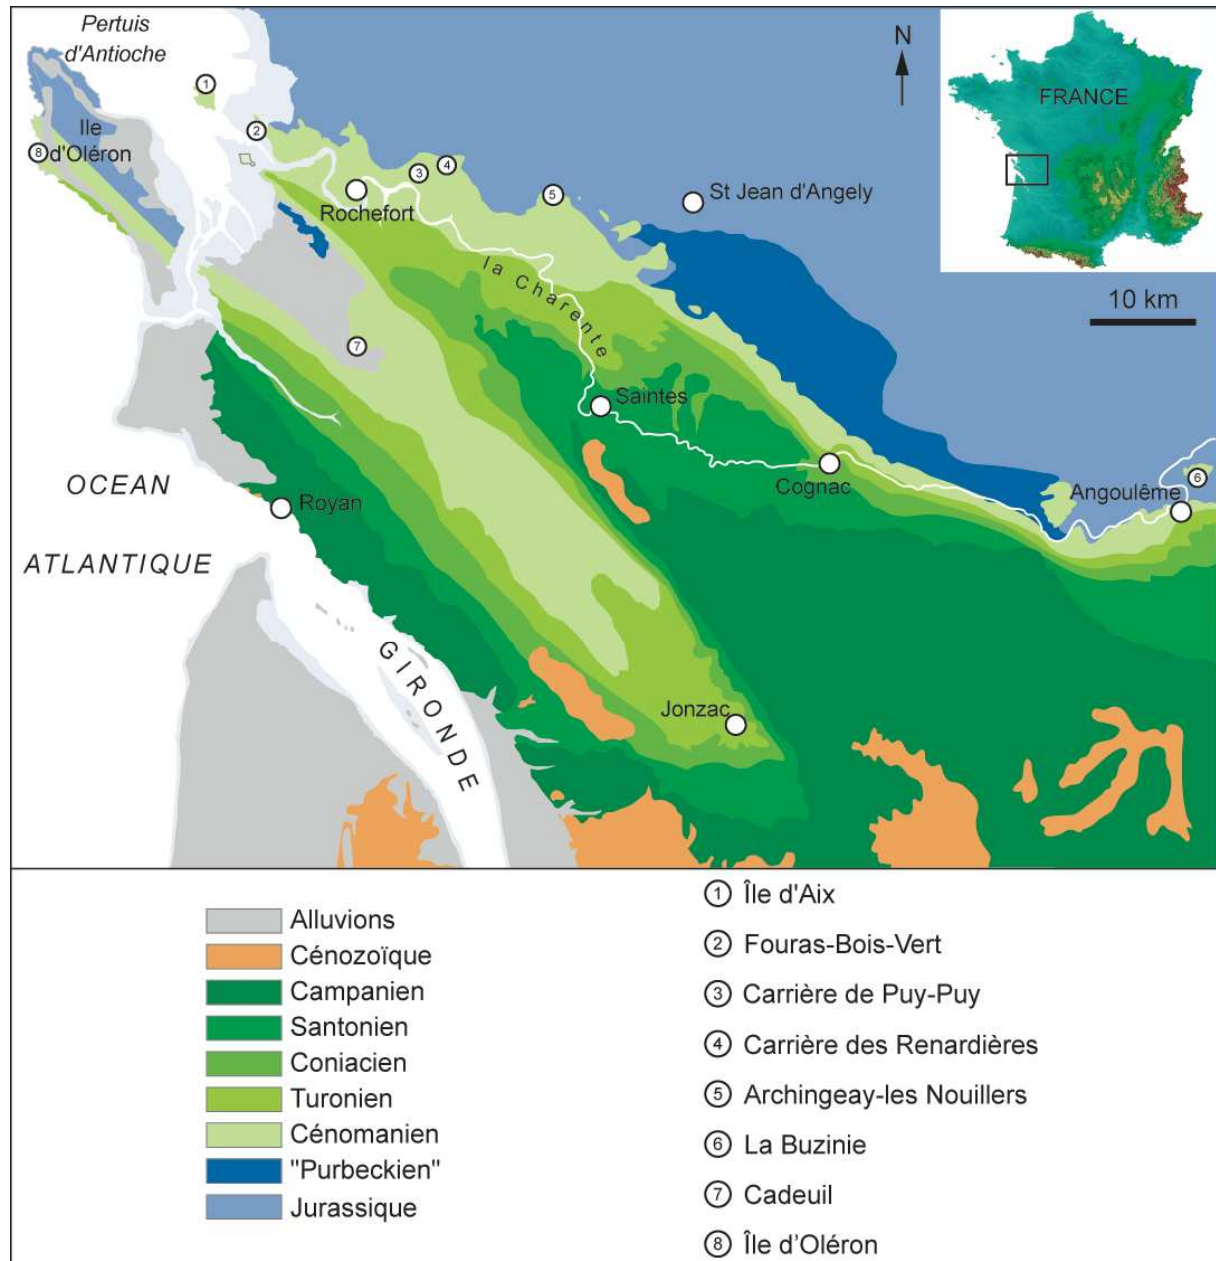 Pertuis
d'Antioche
N
FRANCE
①
Ile
d'Oléron
⑧
②
③
④
⑤
Rochefort
St Jean d'Angely
10 km
la Charente
⑦
Saintes
Cognac
Angoulême
⑥
OCEAN
ATLANTIQUE
Royan
GIRONDE
Jonzac
Alluvions
Cénozoïque
Campanien
Santonien
Coniacien
Turonien
Cénomanien
"Purbeckien"
Jurassique
① Île d'Aix
② Fouras-Bois-Vert
③ Carrière de Puy-Puy
④ Carrière des Renardières
⑤ Archingeay-les Nouillers
⑥ La Buzinie
⑦ Cadeuil
⑧ Île d'Oléron